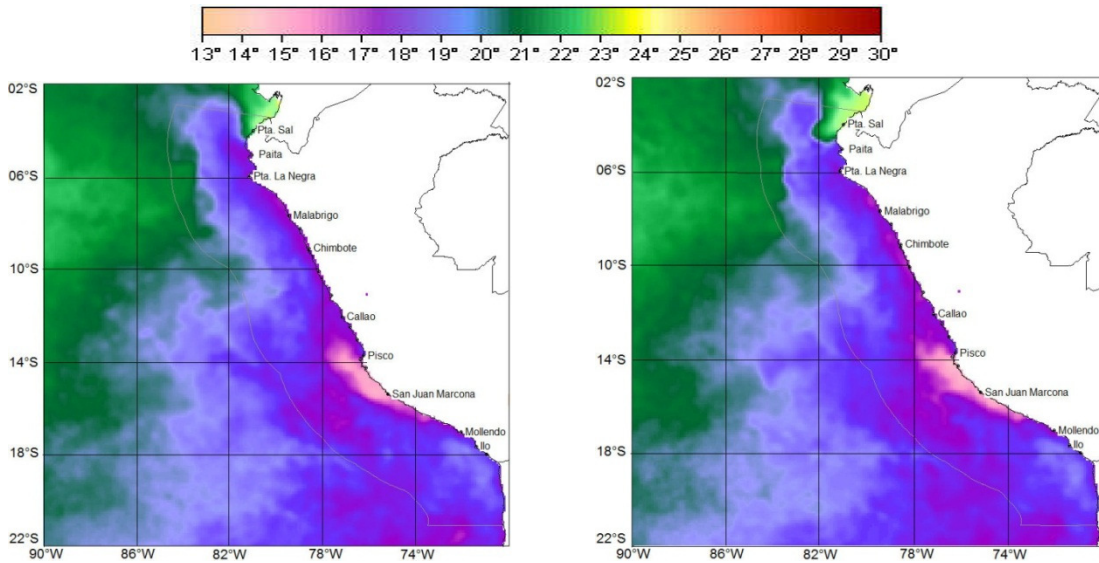 13° 14° 15° 16° 17° 18° 19° 20° 21° 22° 23° 24° 25° 26° 27° 28° 29° 30°
02°S
Pta. Sal
Paita
06°S
Pta. La Negra
Malabrigo
Chimbote
10°S
Callao
Pisco
14°S
San Juan Marcona
Mollendo
Ilo
18°S
22°S
90°W 86°W 82°W 78°W 74°W
02°S
Pta. Sal
Paita
06°S
Pta. La Negra
Malabrigo
Chimbote
10°S
Callao
Pisco
14°S
San Juan Marcona
Mollendo
Ilo
18°S
22°S
90°W 86°W 82°W 78°W 74°W